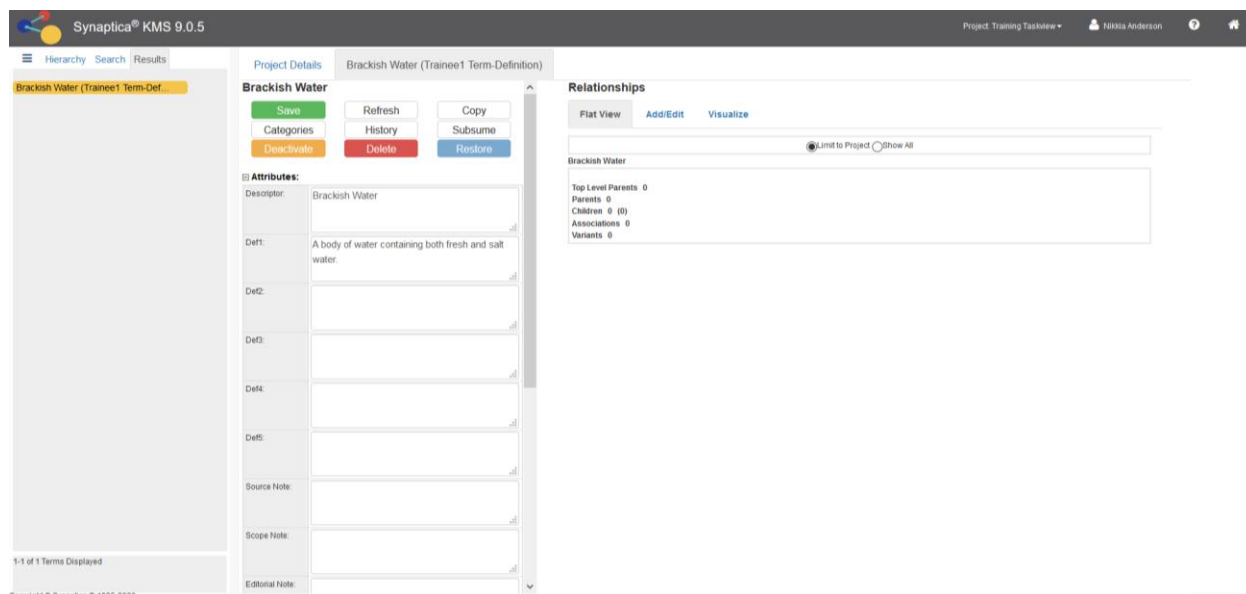 Synaptica® KMS 9.0.5
Project: Training Taskview
Nikkia Anderson
Hierarchy Search Results
Brackish Water (Trainee1 Term-Def...
1-1 of 1 Terms Displayed
Project Details
Brackish Water (Trainee1 Term-Definition)
Brackish Water
Save Refresh Copy
Categories History Subsume
Deactivate Delete Restore
Attributes:
Descriptor: Brackish Water
Def1: A body of water containing both fresh and salt
water.
Def2:
Def3:
Def4:
Def5:
Source Note:
Scope Note:
Editorial Note:
Relationships
Flat View Add/Edit Visualize
Limit to Project Show All
Brackish Water
Top Level Parents 0
Parents 0
Children 0 (0)
Associations 0
Variants 0